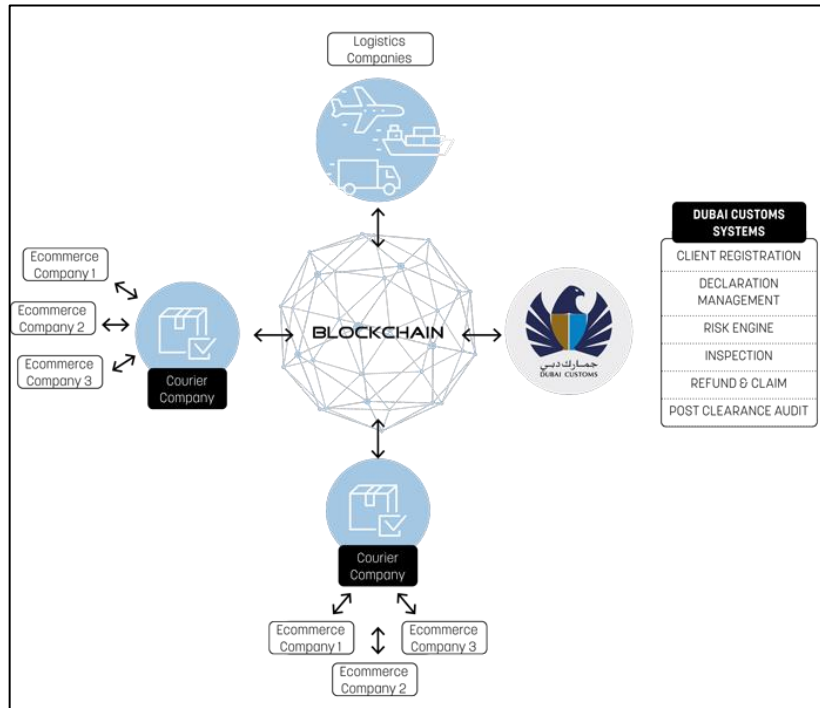 Logistics
Companies
DUBAI CUSTOMS
SYSTEMS
CLIENT REGISTRATION
DECLARATION
MANAGEMENT
RISK ENGINE
INSPECTION
REFUND & CLAIM
POST CLEARANCE AUDIT
Ecommerce
Company 1
Ecommerce
Company 2
Ecommerce
Company 3
Courier
Company
BLOCKCHAIN
جمارك دبي
DUBAI CUSTOMS
Courier
Company
Ecommerce
Company 1
Ecommerce
Company 3
Ecommerce
Company 2